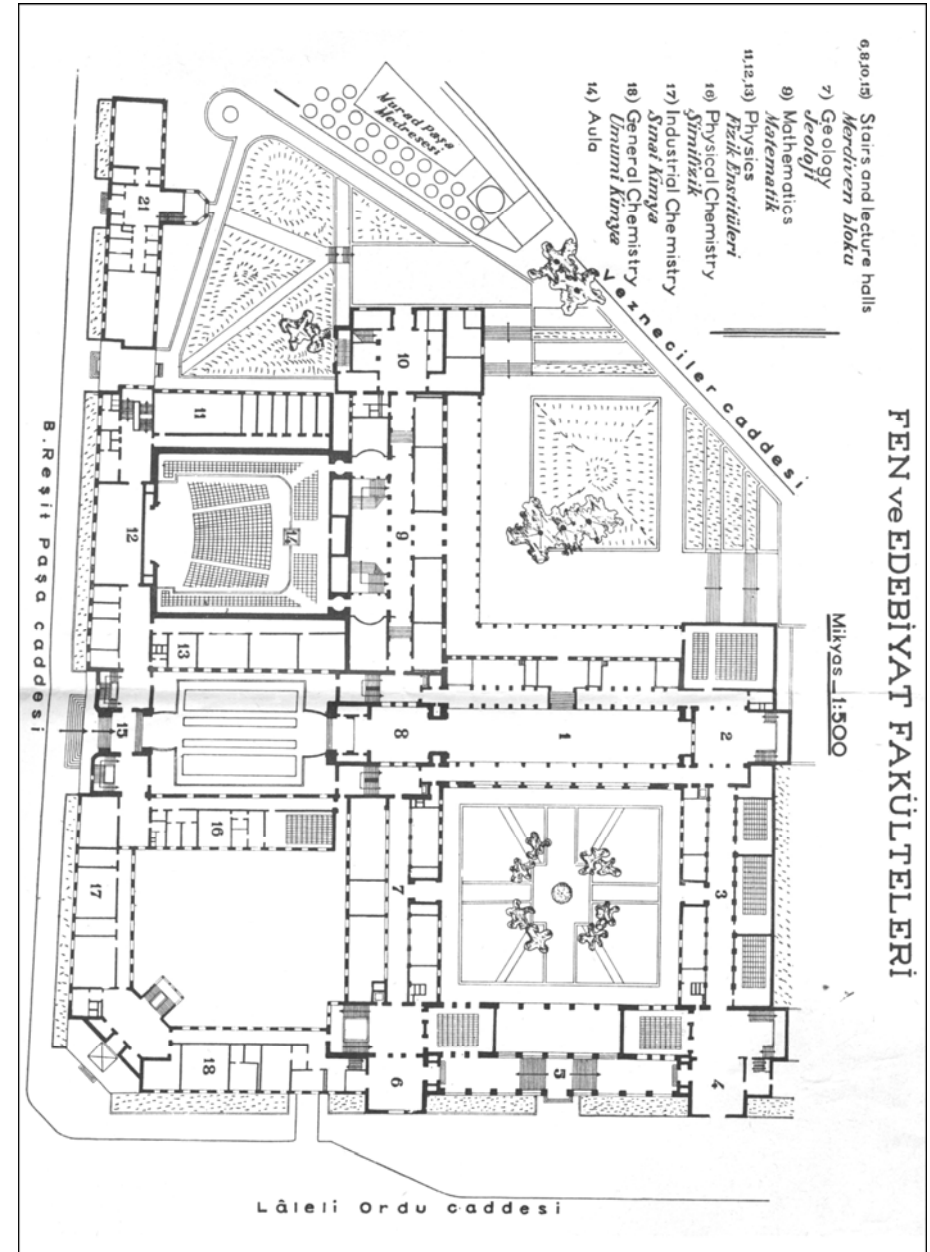 FEN ve EDEBİYAT FAKÜLTELERİ
Mikyas_1:500
6,8,10,15) Stairs and lecture halls
Merdiven bloku
7) Geology
Jeoloji
9) Mathematics
Matematik
11,12,13) Physics
Fizik Enstitüleri
16) Physical Chemistry
Şimifizik
17) Industrial Chemistry
Sınai Kimya
18) General Chemistry
Umumi Kimya
14) Aula
Murad Paşa
Medresesi
Vezneciler caddesi
B. Reşit Paşa caddesi
Lâleli Ordu caddesi
21
10
11
12
14
9
13
15
8
1
2
16
7
3
17
18
6
5
4